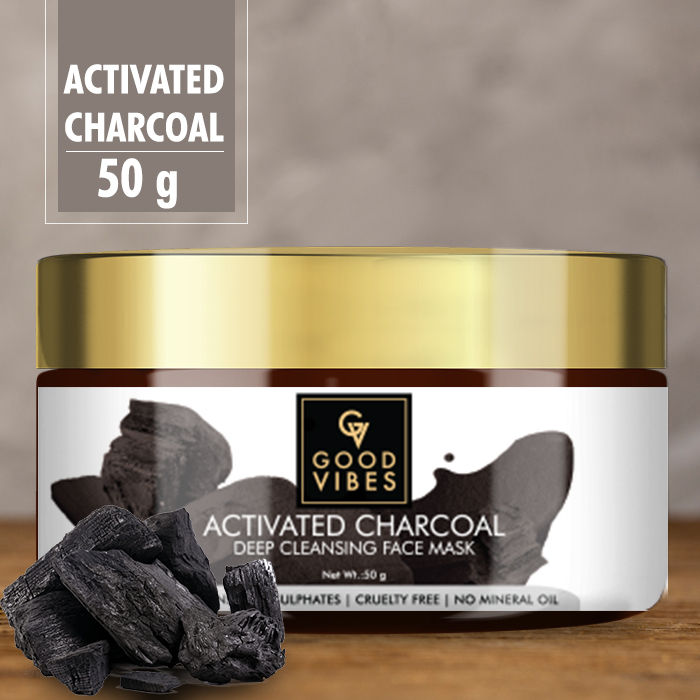 ACTIVATED
CHARCOAL
50 g
GV
GOOD
VIBES
ACTIVATED CHARCOAL
DEEP CLEANSING FACE MASK
Net Wt.:50 g
ULPHATES | CRUELTY FREE | NO MINERAL OIL